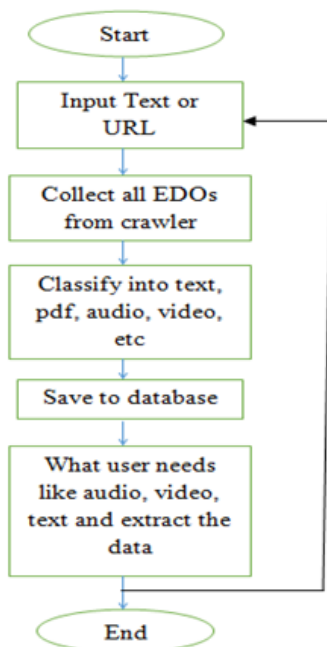 Start
Input Text or
URL
Collect all EDOs
from crawler
Classify into text,
pdf, audio, video,
etc
Save to database
What user needs
like audio, video,
text and extract the
data
End